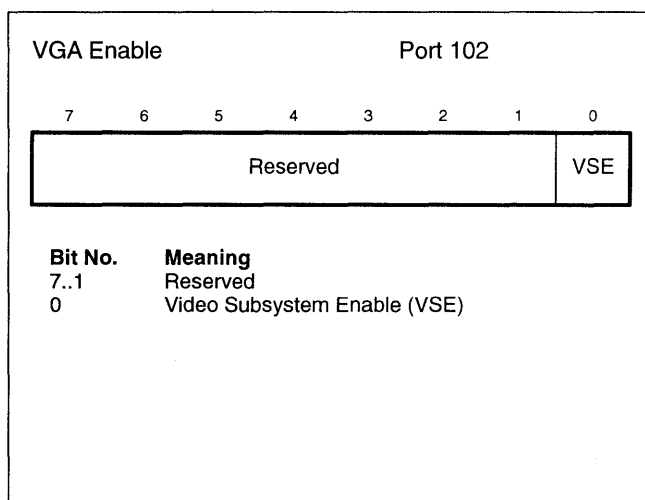 VGA Enable Port 102
7 6 5 4 3 2 1 0
Reserved VSE
Bit No. Meaning
7..1 Reserved
0 Video Subsystem Enable (VSE)